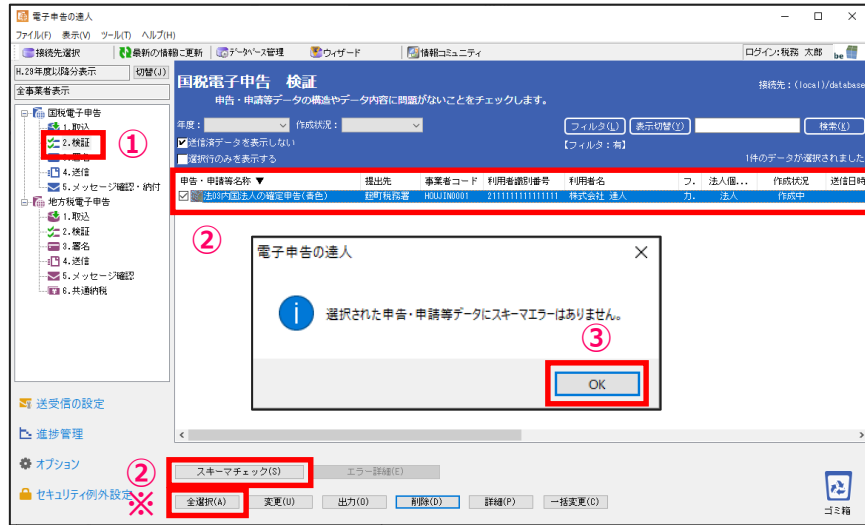 電子申告の達人
ファイル(F) 表示(V) ツール(T) ヘルプ(H)
接続先選択 最新の情報に更新 データベース管理 ウィザード 情報コミュニティ ログイン:税務 太郎 be
H.29年度以降分表示 切替(J)
全事業者表示
国税電子申告
1.取込
2.検証
3.署名
4.送信
5.メッセージ確認・納付
地方税電子申告
1.取込
2.検証
3.署名
4.送信
5.メッセージ確認
6.共通納税
①
国税電子申告 検証
接続先:(local)/database
申告・申請等データの構造やデータ内容に問題がないことをチェックします。
年度: 作成状況: フィルタ(L) 表示切替(Y) 検索(K)
送信済データを表示しない 【フィルタ:有】
選択行のみを表示する 1件のデータが選択されました
申告・申請等名称 ▼ 提出先 事業者コード 利用者識別番号 利用者名 フ. 法人個... 作成状況 送信日時
法03内国法人の確定申告(青色) 麹町税務署 HOUJIN0001 2111111111111111 株式会社 達人 カ. 法人 作成中
②
電子申告の達人
選択された申告・申請等データにスキーマエラーはありません。
③
OK
送受信の設定
進捗管理
オプション
セキュリティ例外設定
②
※
スキーマチェック(S) エラー詳細(E)
全選択(A) 変更(U) 出力(O) 削除(D) 詳細(P) 一括変更(C)
ゴミ箱